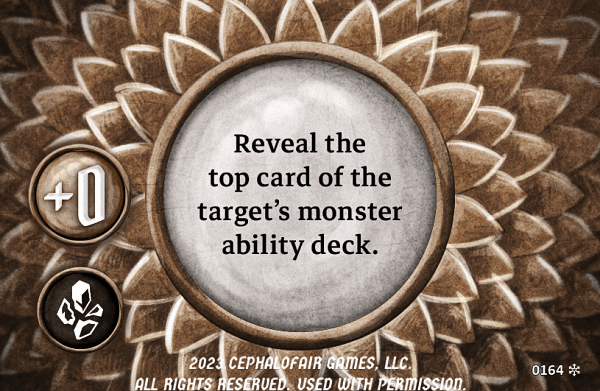 Reveal the
top card of the
target's monster
ability deck.
+0
2023 CEPHALOFAIR GAMES, LLC.
ALL RIGHTS RESERVED. USED WITH PERMISSION.
0164